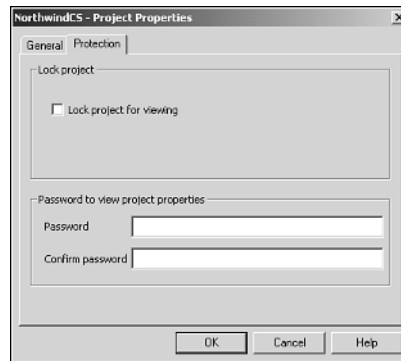 NorthwindCS - Project Properties
General Protection
Lock project
Lock project for viewing
Password to view project properties
Password
Confirm password
OK Cancel Help